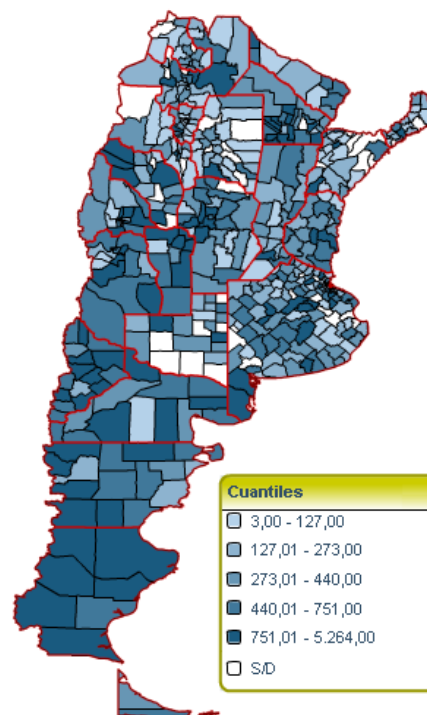 Cuantiles
3,00 - 127,00
127,01 - 273,00
273,01 - 440,00
440,01 - 751,00
751,01 - 5.264,00
S/D